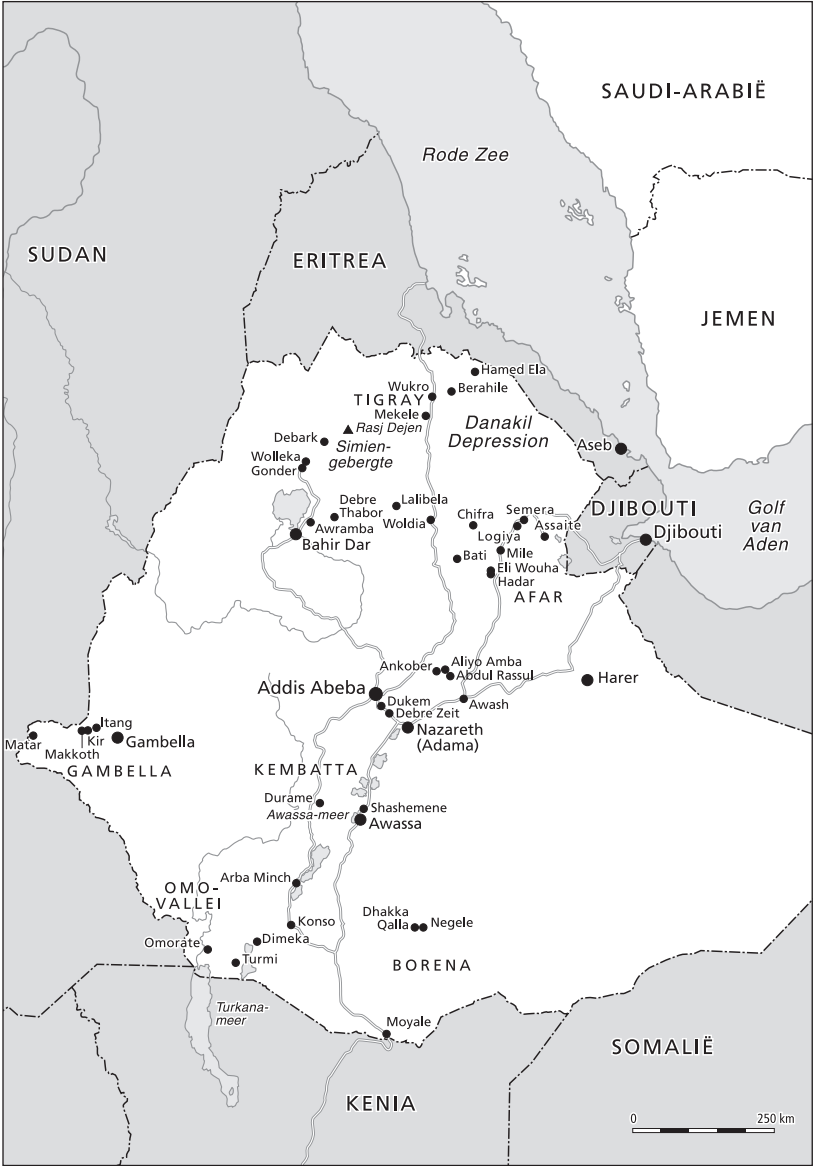 SAUDI-ARABIË
Rode Zee
SUDAN
ERITREA
JEMEN
Hamed Ela
Wukro
Berahile
TIGRAY
Mekele
Rasj Dejen
Danakil
Depression
Debark
Simien-
gebergte
Aseb
Wolleka
Gonder
Debre
Thabor
Lalibela
Chifra
Semera
DJIBOUTI
Golf
van
Aden
Awramba
Woldia
Logiya
Assaite
Djibouti
Bahir Dar
Bati
Mile
Eli Wouha
Hadar
AFAR
Ankober
Aliyo Amba
Abdul Rassul
Harer
Addis Abeba
Dukem
Awash
Debre Zeit
Nazareth
(Adama)
Itang
Matar
Kir
Gambella
Makkoth
GAMBELLA
KEMBATTA
Durame
Shashemene
Awassa-meer
Awassa
Arba Minch
OMO-
VALLEI
Konso
Dhakka
Qalla
Negele
Omorate
Dimeka
Turmi
BORENA
Turkana-
meer
Moyale
SOMALIË
KENIA
0 250 km